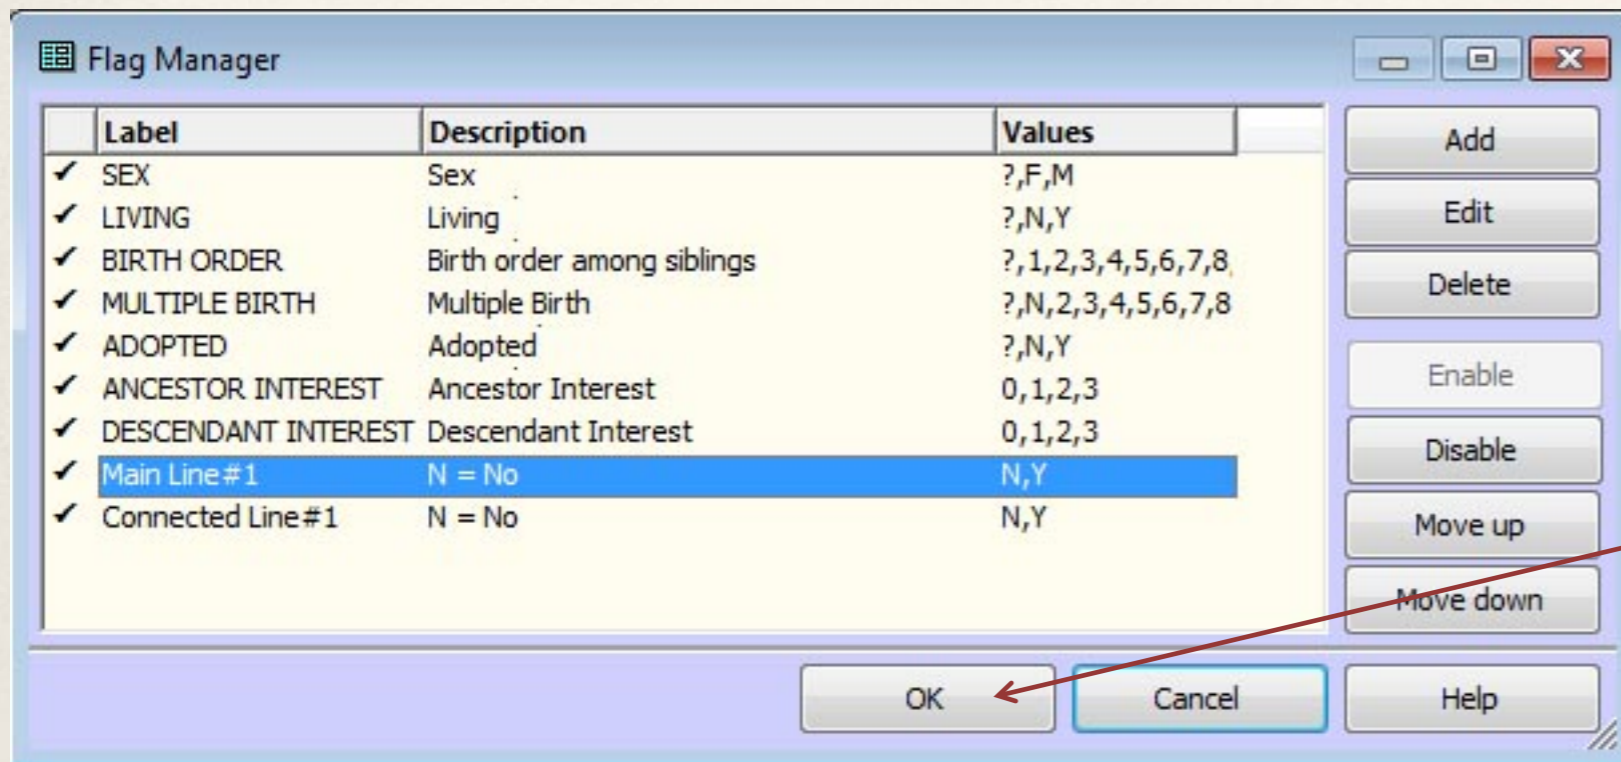 Flag Manager
Label Description Values
SEX Sex ?,F,M
LIVING Living ?,N,Y
BIRTH ORDER Birth order among siblings ?,1,2,3,4,5,6,7,8,
MULTIPLE BIRTH Multiple Birth ?,N,2,3,4,5,6,7,8
ADOPTED Adopted ?,N,Y
ANCESTOR INTEREST Ancestor Interest 0,1,2,3
DESCENDANT INTEREST Descendant Interest 0,1,2,3
Main Line#1 N = No N,Y
Connected Line#1 N = No N,Y
Add
Edit
Delete
Enable
Disable
Move up
Move down
OK Cancel Help